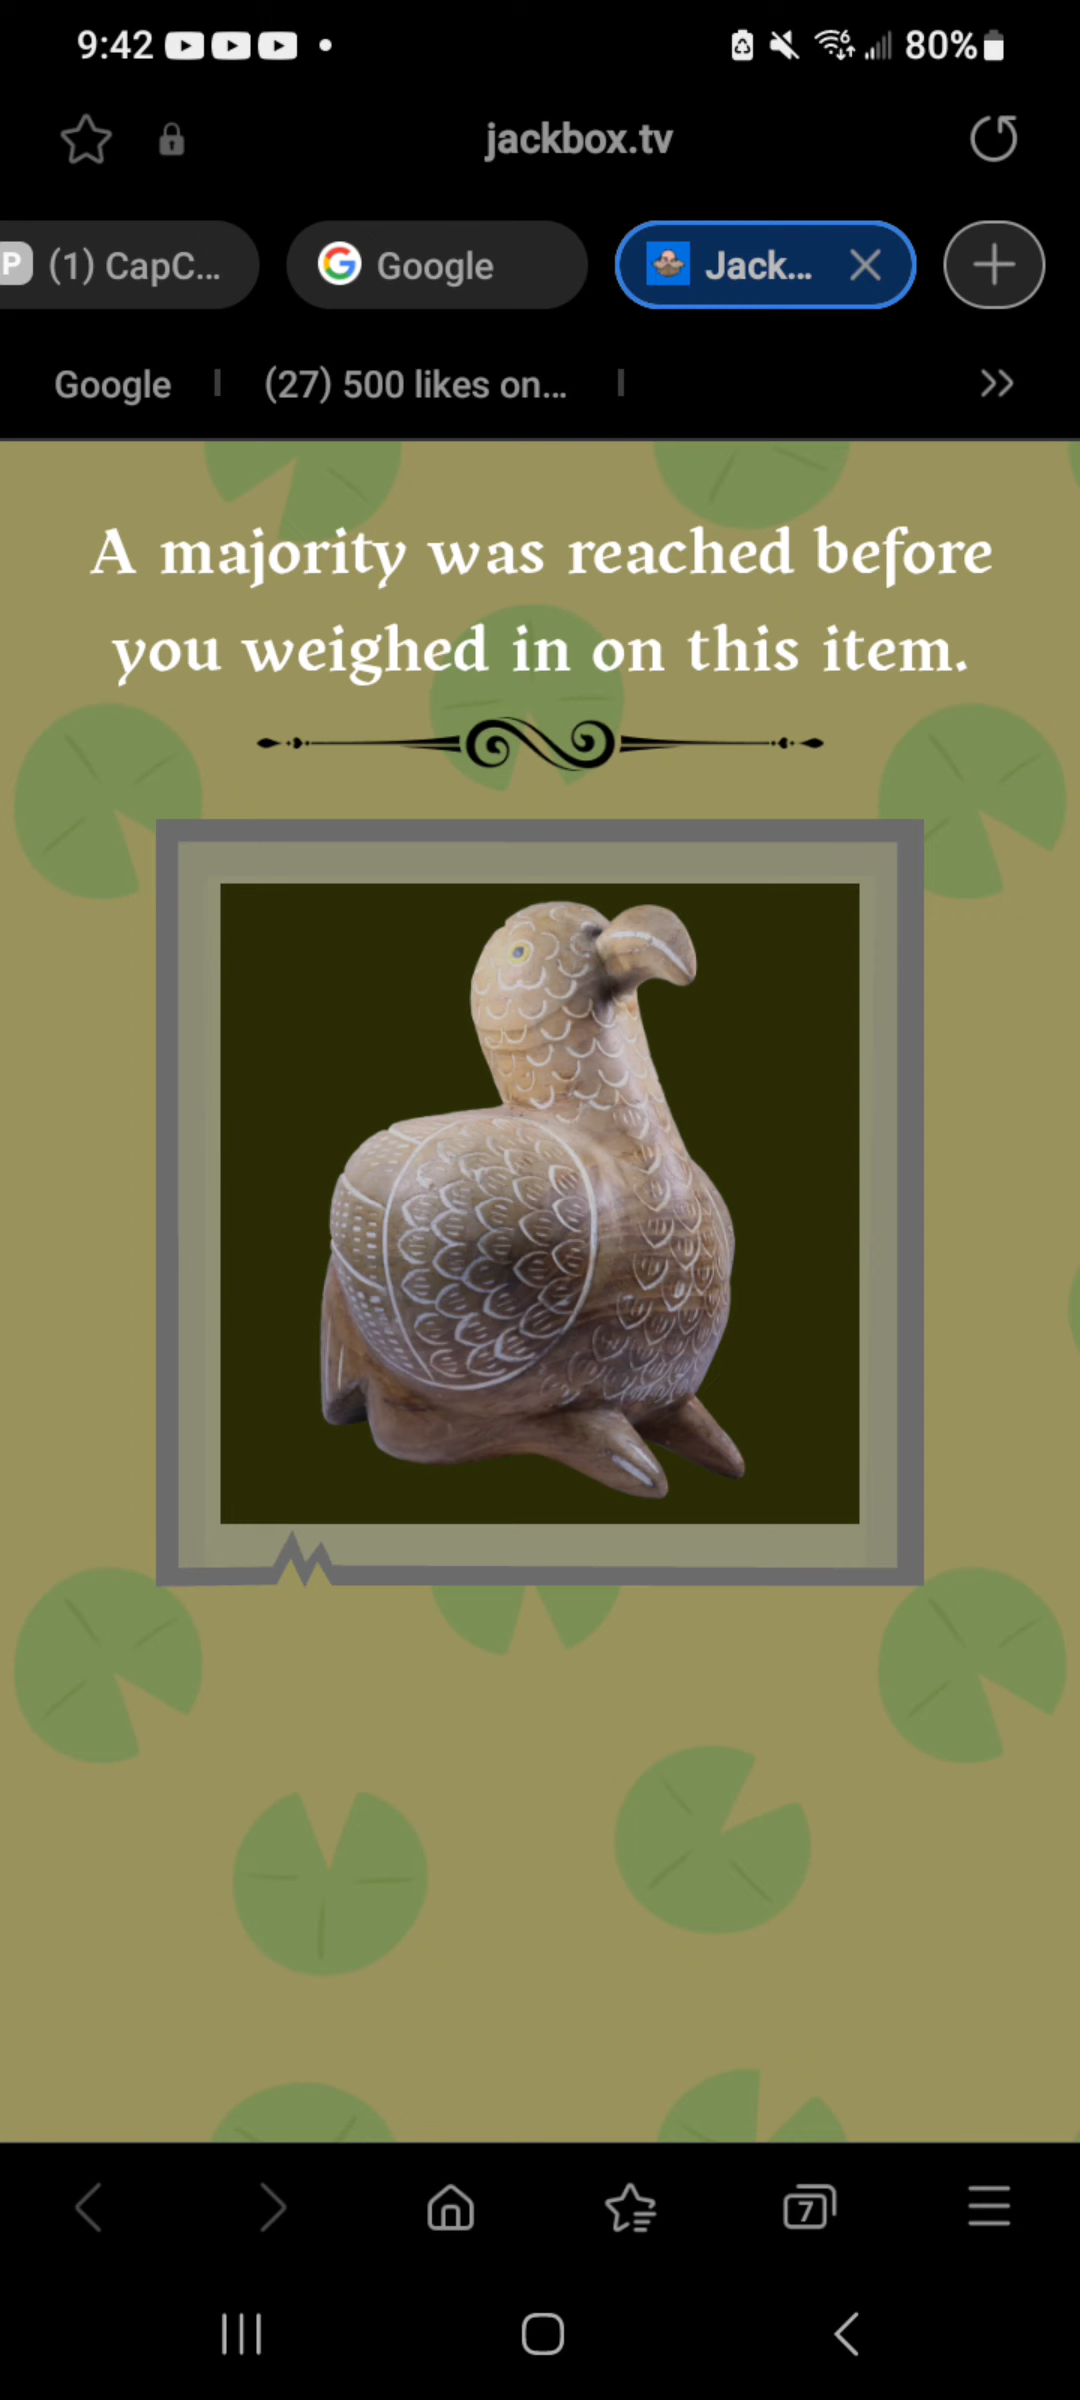 9:42 80%
jackbox.tv
P (1) CapC... Google Jack...
Google | (27) 500 likes on... |
A majority was reached before
you weighed in on this item.
7